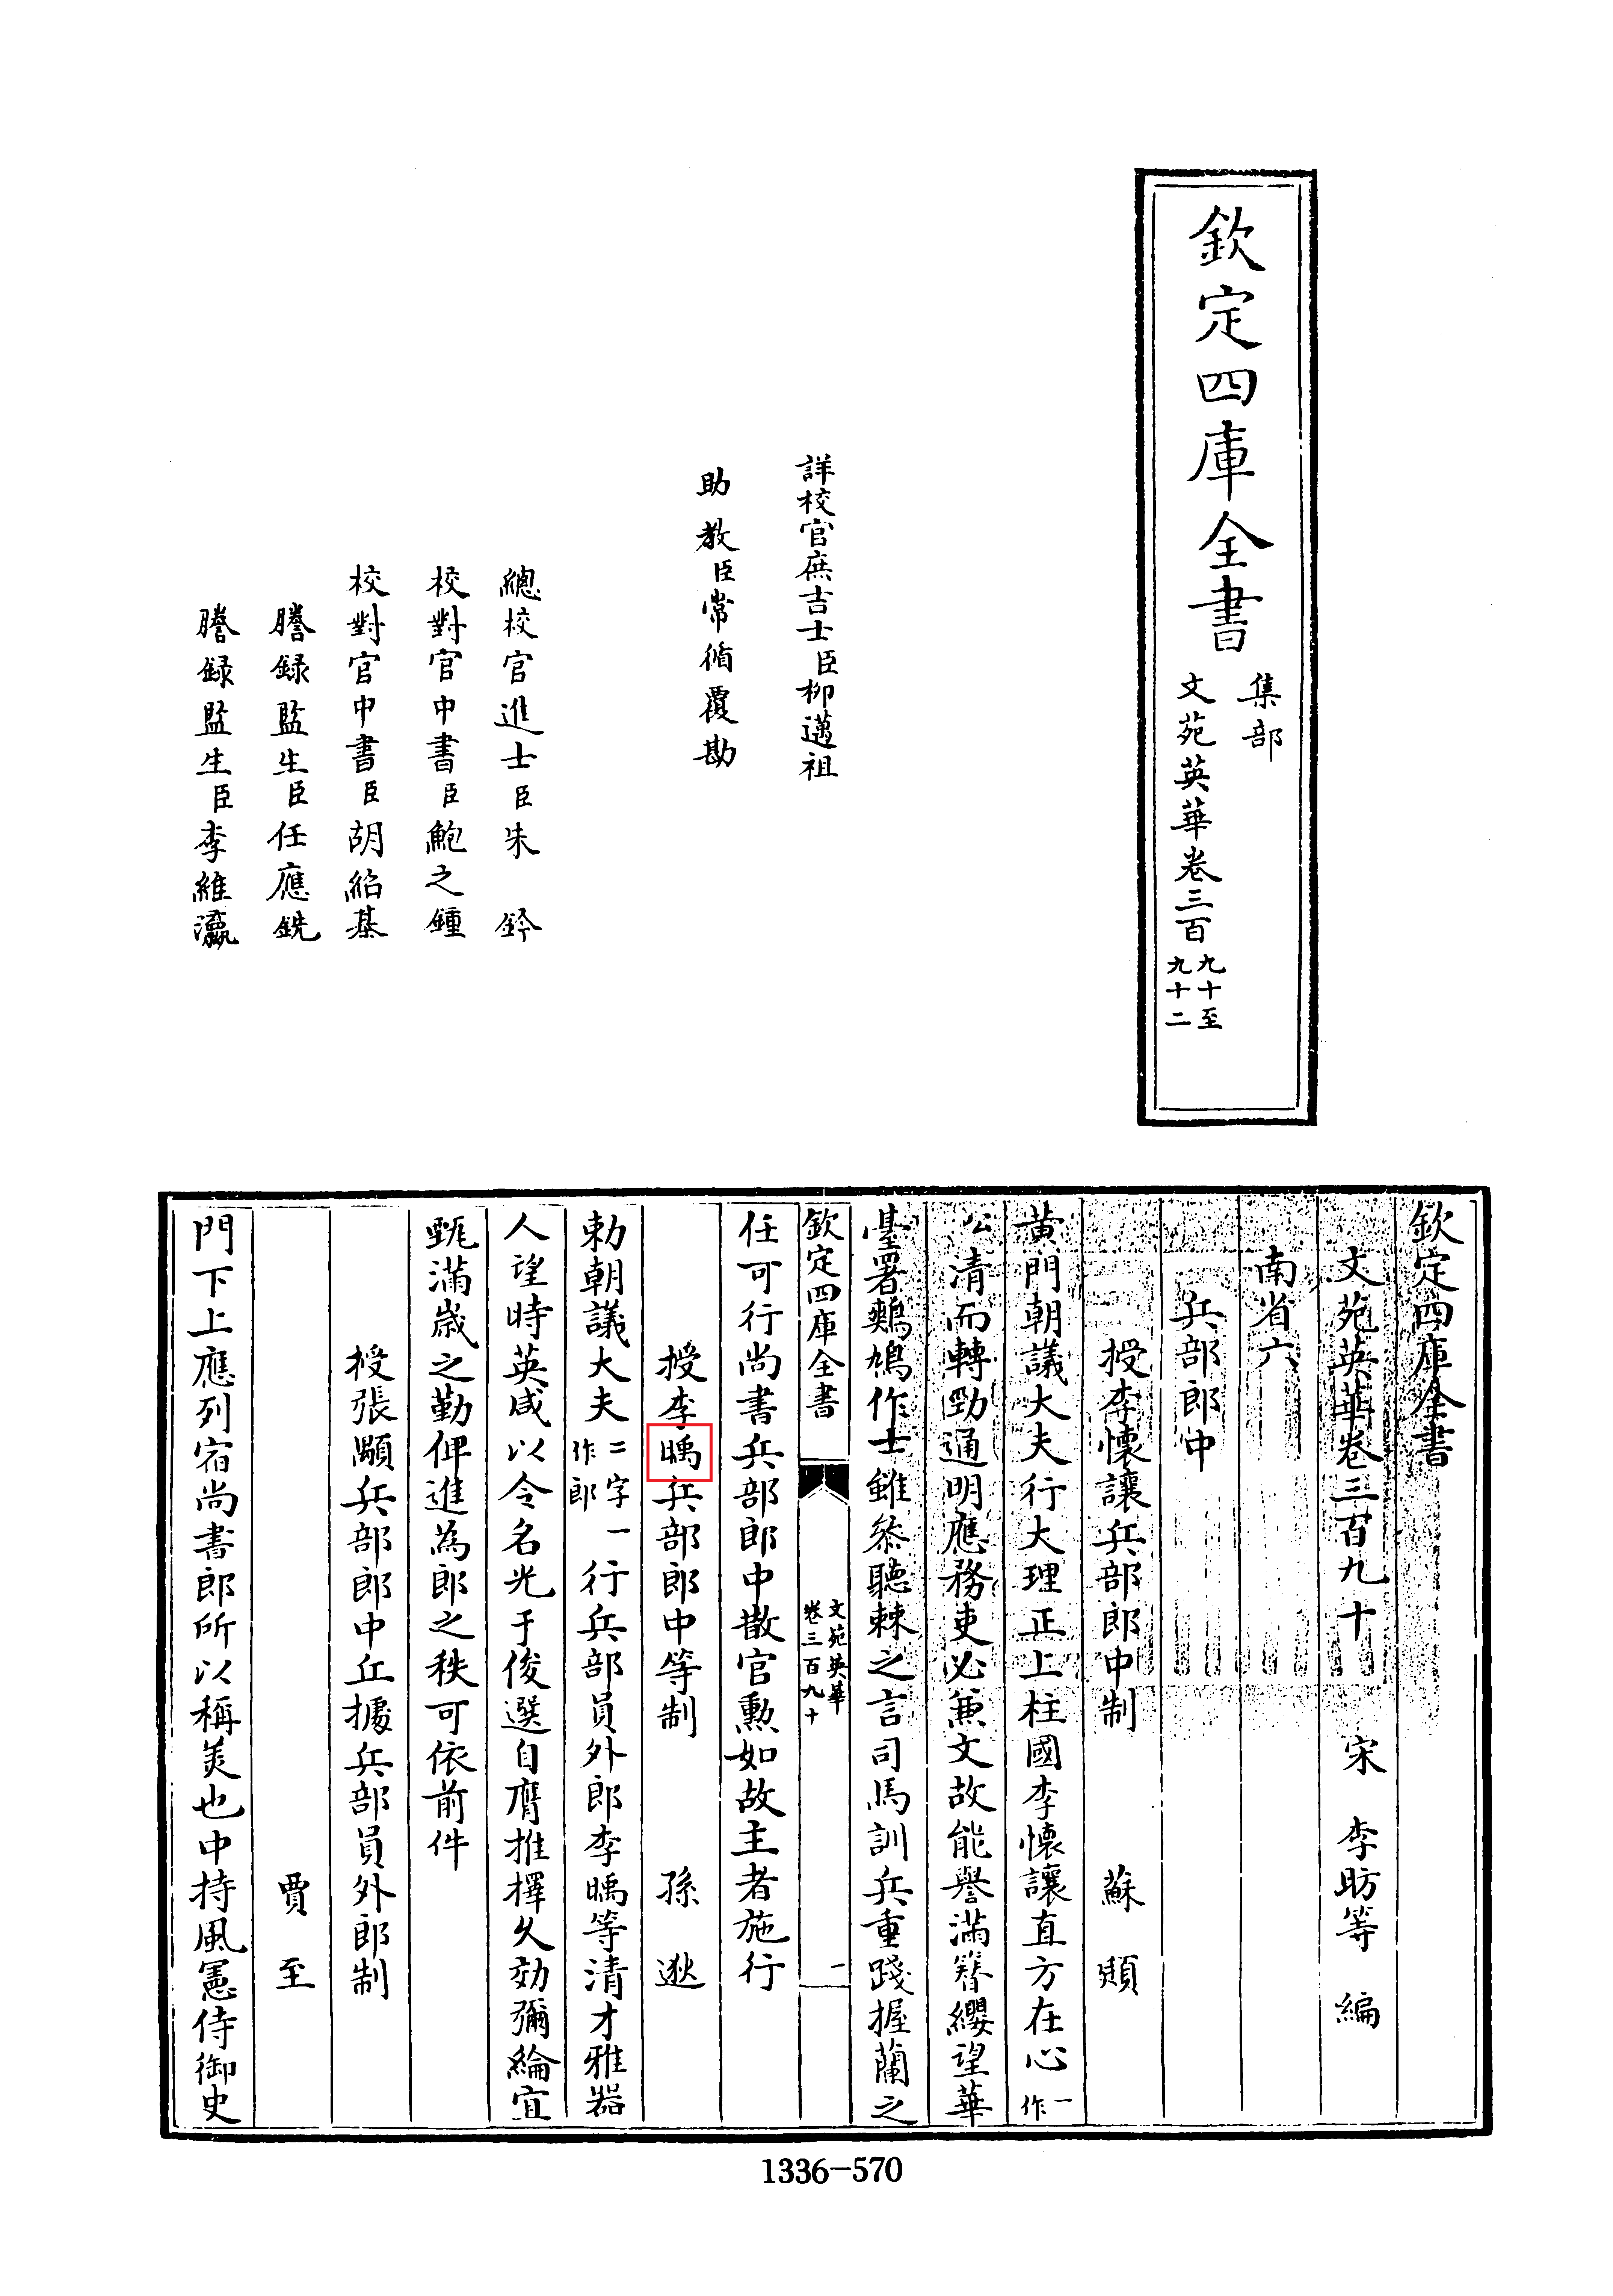 欽定四庫全書
集部
文苑英華卷三百九十至九十二
詳校官庶吉士臣柳邁祖
助教臣常循覆勘
總校官進士臣朱鈐
校對官中書臣鮑之鍾
校對官中書臣胡紹基
謄録監生臣任應銑
謄録監生臣李維瀛
欽定四庫全書
文苑英華卷三百九十 宋 李昉等 編
南省六
兵部郎中
授李懷讓兵部郎中制 蘇頲
黄門朝議大夫行大理正上柱國李懷讓直方在心一作
公清而轉勁通明應務吏必兼文故能譽滿簪纓望華
臺署鷞鳩作士雖叅聽棘之言司馬訓兵重踐握蘭之
欽定四庫全書 文苑英華卷三百九十 一
任可行尚書兵部郎中散官勲如故主者施行
授李兵部郎中等制 孫逖
勅朝議大夫二字一作郎行兵部員外郎李等清才雅器
人望時英咸以令名光于俊選自膺推擇久效彌綸宜
甄滿歲之勤俾進為郎之秩可依前件
授張顒兵部郎中丘據兵部員外郎制
賈至
門下上應列宿尚書郎所以稱美也中持風憲侍御史
1336-570